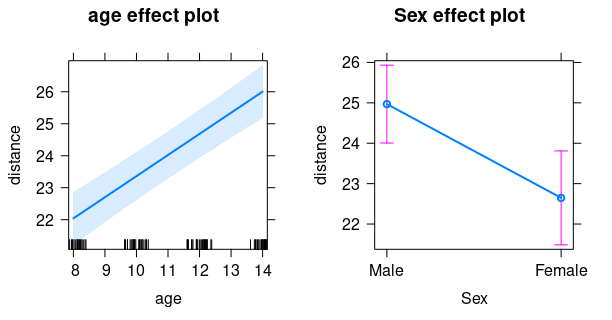 age effect plot
distance
26
25
24
23
22
8 9 10 11 12 13 14
age
Sex effect plot
distance
26
25
24
23
22
Male Female
Sex